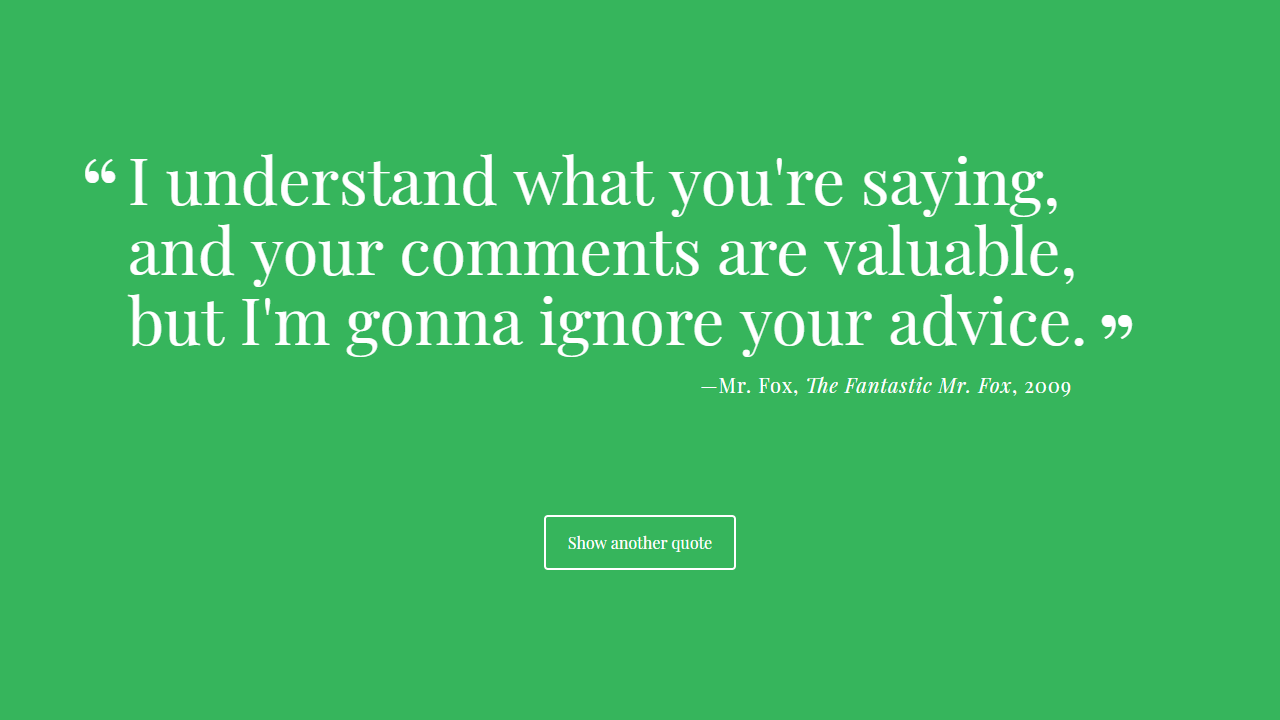 “ I understand what you're saying,
and your comments are valuable,
but I'm gonna ignore your advice. ”
—Mr. Fox, The Fantastic Mr. Fox, 2009
Show another quote